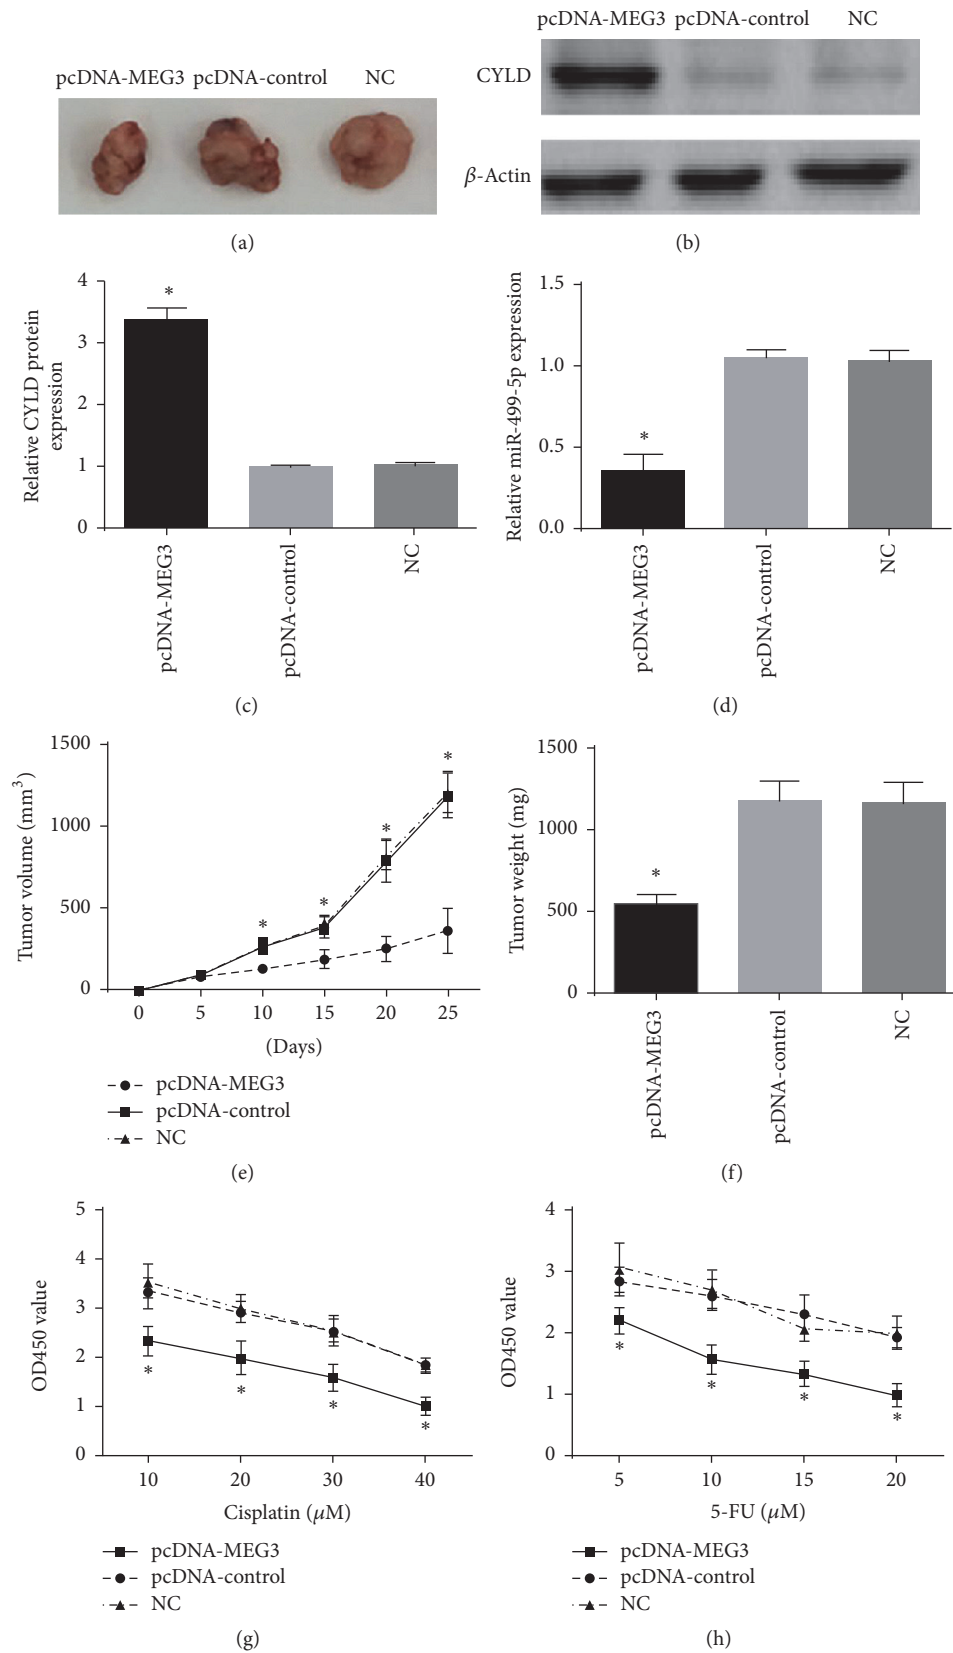 pcDNA-MEG3 pcDNA-control NC
(a)
pcDNA-MEG3 pcDNA-control NC
CYLD
β-Actin
(b)
Relative CYLD protein
expression
4
3
2
1
0
*
pcDNA-MEG3
pcDNA-control
NC
(c)
Relative miR-499-5p expression
1.5
1.0
0.5
0.0
*
pcDNA-MEG3
pcDNA-control
NC
(d)
Tumor volume (mm³)
1500
1000
500
0
* * * *
0 5 10 15 20 25
(Days)
pcDNA-MEG3
pcDNA-control
NC
(e)
Tumor weight (mg)
1500
1000
500
0
*
pcDNA-MEG3
pcDNA-control
NC
(f)
OD450 value
5
4
3
2
1
0
* * * *
10 20 30 40
Cisplatin (μM)
pcDNA-MEG3
pcDNA-control
NC
(g)
OD450 value
4
3
2
1
0
* * * *
5 10 15 20
5-FU (μM)
pcDNA-MEG3
pcDNA-control
NC
(h)